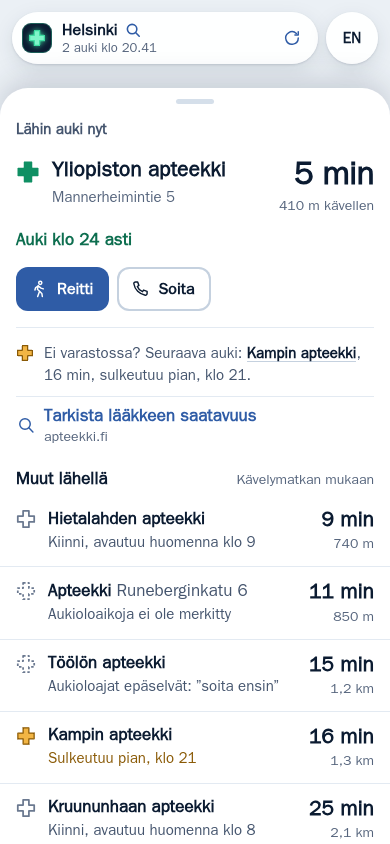 Helsinki
2 auki klo 20.41
EN
Lähin auki nyt
Yliopiston apteekki
5 min
Mannerheimintie 5
410 m kävellen
Auki klo 24 asti
Reitti
Soita
Ei varastossa? Seuraava auki: Kampin apteekki,
16 min, sulkeutuu pian, klo 21.
Tarkista lääkkeen saatavuus
apteekki.fi
Muut lähellä
Kävelymatkan mukaan
Hietalahden apteekki
9 min
Kiinni, avautuu huomenna klo 9
740 m
Apteekki Runeberginkatu 6
11 min
Aukioloaikoja ei ole merkitty
850 m
Töölön apteekki
15 min
Aukioloajat epäselvät: ”soita ensin”
1,2 km
Kampin apteekki
16 min
Sulkeutuu pian, klo 21
1,3 km
Kruununhaan apteekki
25 min
Kiinni, avautuu huomenna klo 8
2,1 km